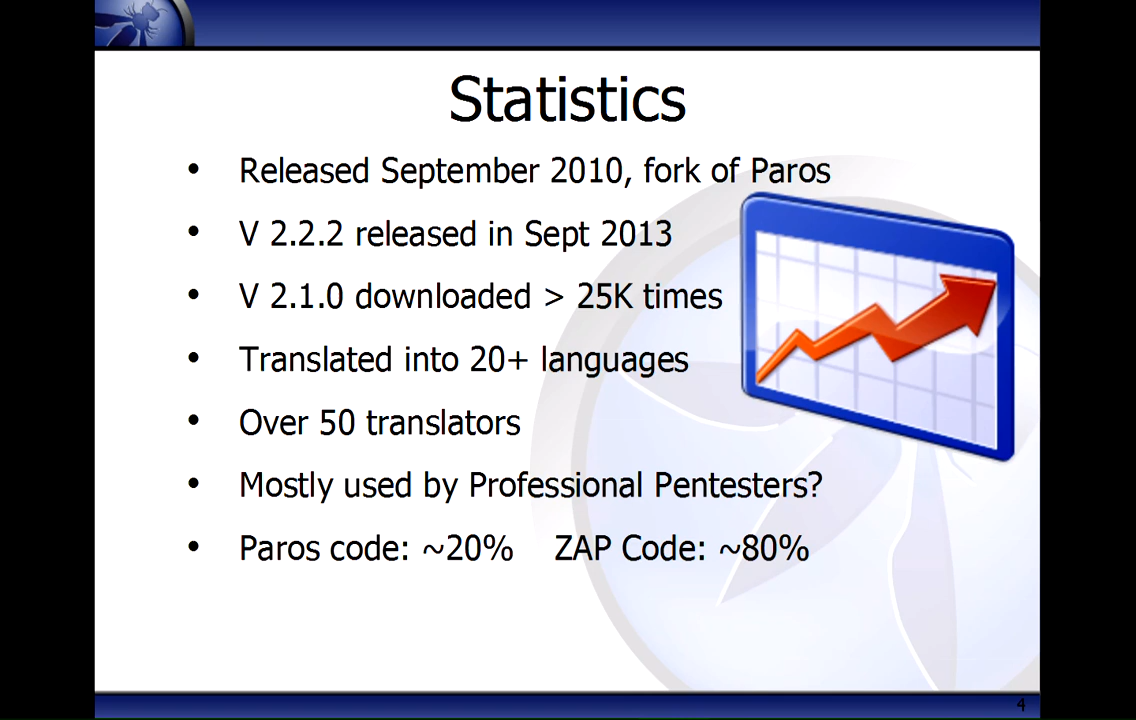 Statistics
• Released September 2010, fork of Paros
• V 2.2.2 released in Sept 2013
• V 2.1.0 downloaded > 25K times
• Translated into 20+ languages
• Over 50 translators
• Mostly used by Professional Pentesters?
• Paros code: ~20% ZAP Code: ~80%
4